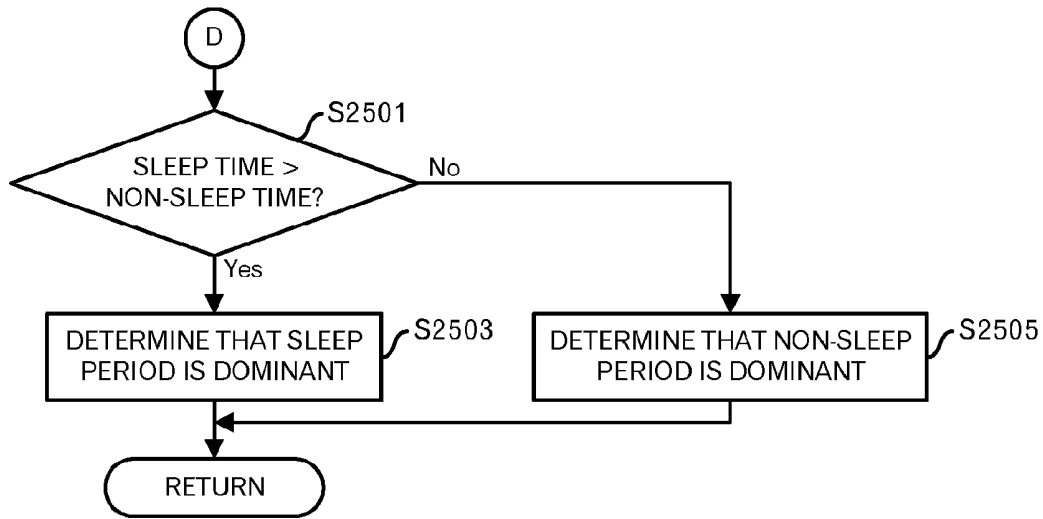 D
S2501
SLEEP TIME >
NON-SLEEP TIME?
No
Yes
DETERMINE THAT SLEEP
PERIOD IS DOMINANT
S2503
DETERMINE THAT NON-SLEEP
PERIOD IS DOMINANT
S2505
RETURN